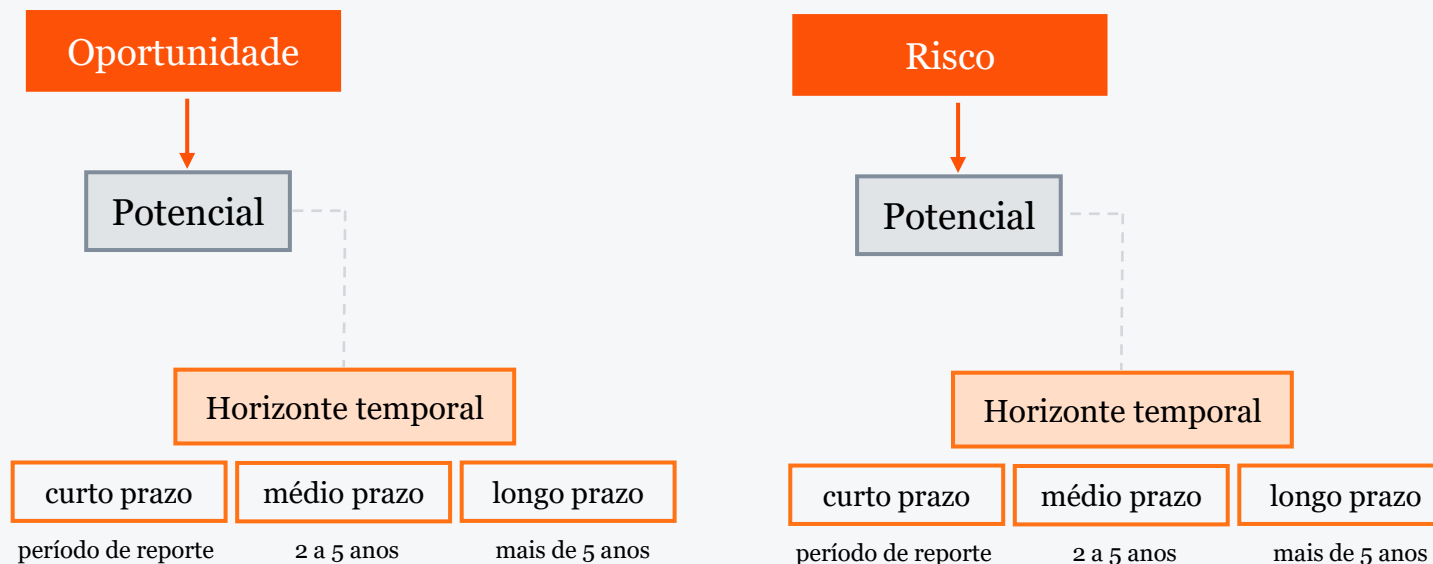 Oportunidade
Potencial
Horizonte temporal
curto prazo
médio prazo
longo prazo
período de reporte
2 a 5 anos
mais de 5 anos
Risco
Potencial
Horizonte temporal
curto prazo
médio prazo
longo prazo
período de reporte
2 a 5 anos
mais de 5 anos